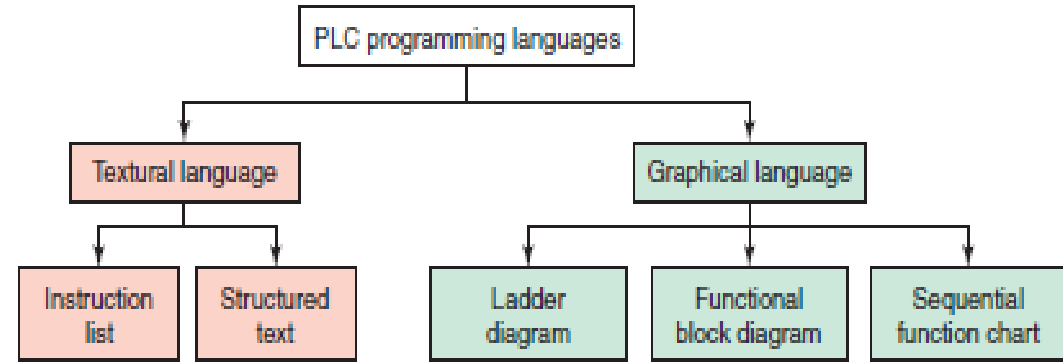 PLC programming languages
Textural language
Graphical language
Instruction
list
Structured
text
Ladder
diagram
Functional
block diagram
Sequential
function chart